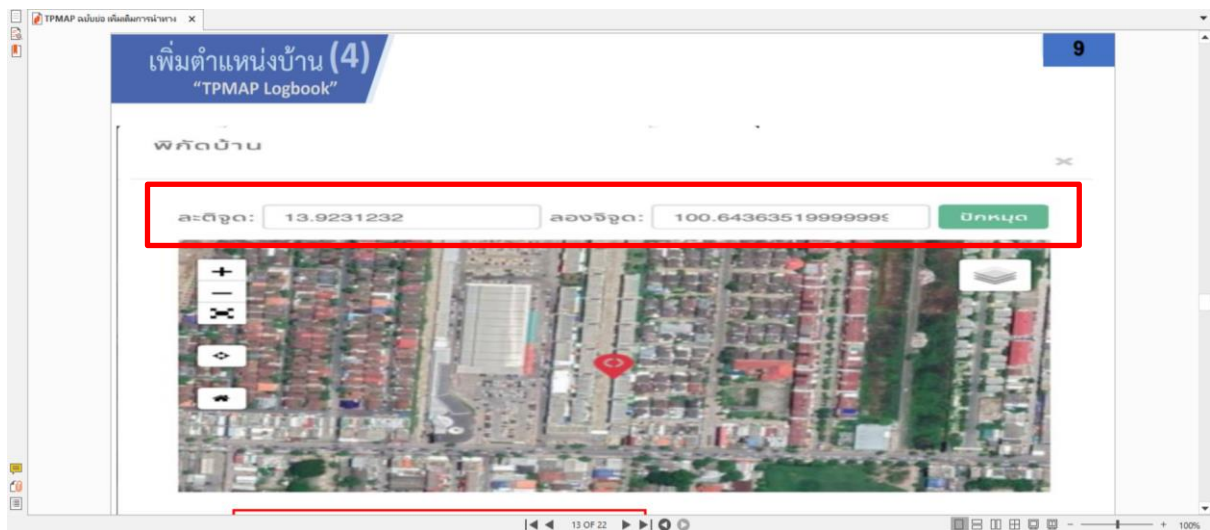 TPMAP ฉบับย่อ เพิ่มเติมการนำทาง ×
เพิ่มตำแหน่งบ้าน (4)
"TPMAP Logbook"
9
พิกัดบ้าน
ละติจูด: 13.9231232 ลองจิจูด: 100.6436351999999 ปักหมุด
13 OF 22
100%